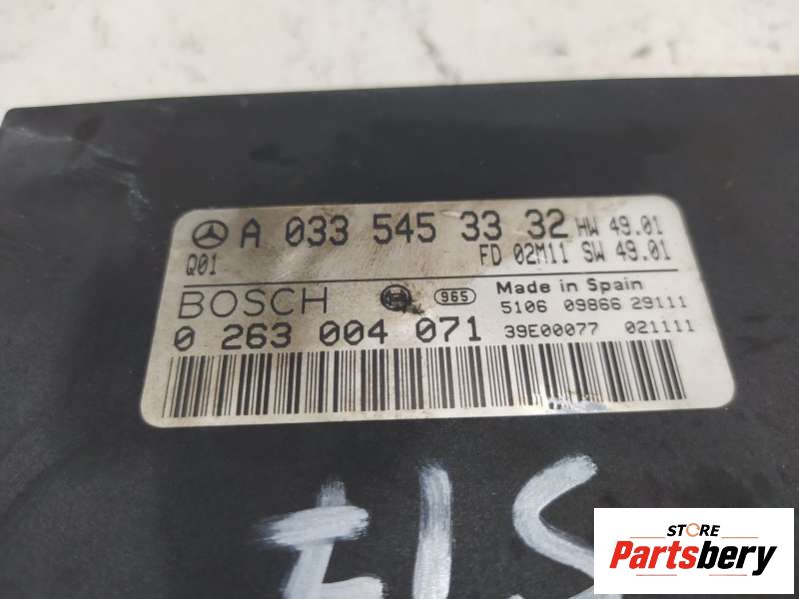 A 033 545 33 32 HW 49.01
Q01 FD 02M11 SW 49.01
BOSCH 965 Made in Spain
5106 09866 29111
0 263 004 071 39E00077 021111
STORE
Partsbery